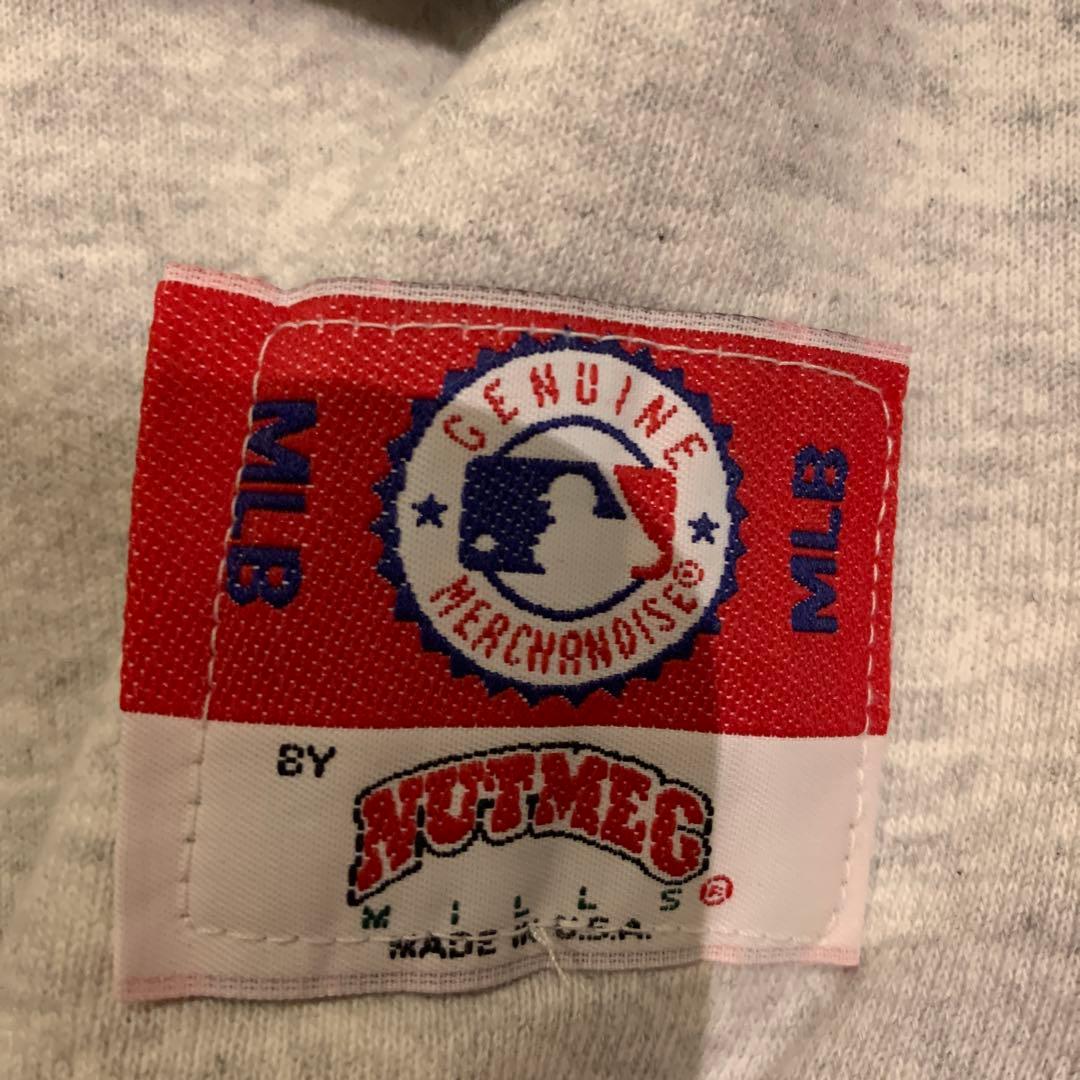 GENUINE
MLB
MLB
MERCHANDISE®
BY
NUTMEG
MILLS®
MADE IN U.S.A.